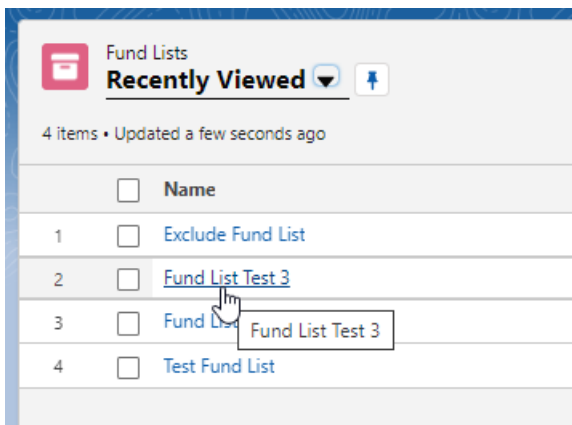 Fund Lists
Recently Viewed
4 items • Updated a few seconds ago
Name
1 Exclude Fund List
2 Fund List Test 3
3 Fund
Fund List Test 3
4 Test Fund List